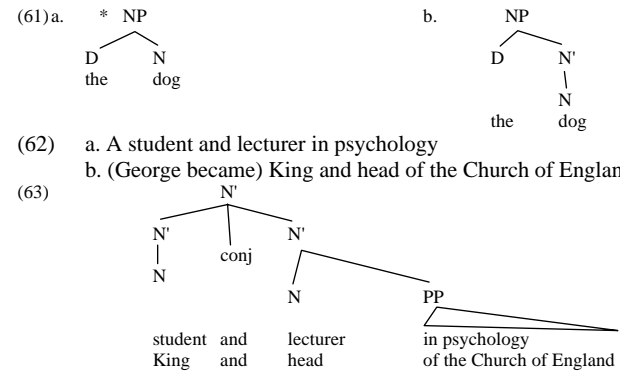 (61) a. * NP b. NP
D N D N'
the dog N
the dog
(62) a. A student and lecturer in psychology
b. (George became) King and head of the Church of Englan
(63) N'
N' conj N'
N N PP
student and lecturer in psychology
King and head of the Church of England